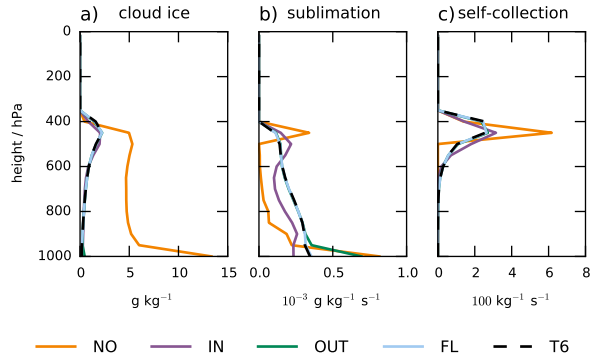 a) cloud ice
b) sublimation
c) self-collection
height / hPa
0
200
400
600
800
1000
0 5 10 15
0.0 0.5 1.0
0 2 4 6 8
g kg⁻¹
10⁻³ g kg⁻¹ s⁻¹
100 kg⁻¹ s⁻¹
NO IN OUT FL T6